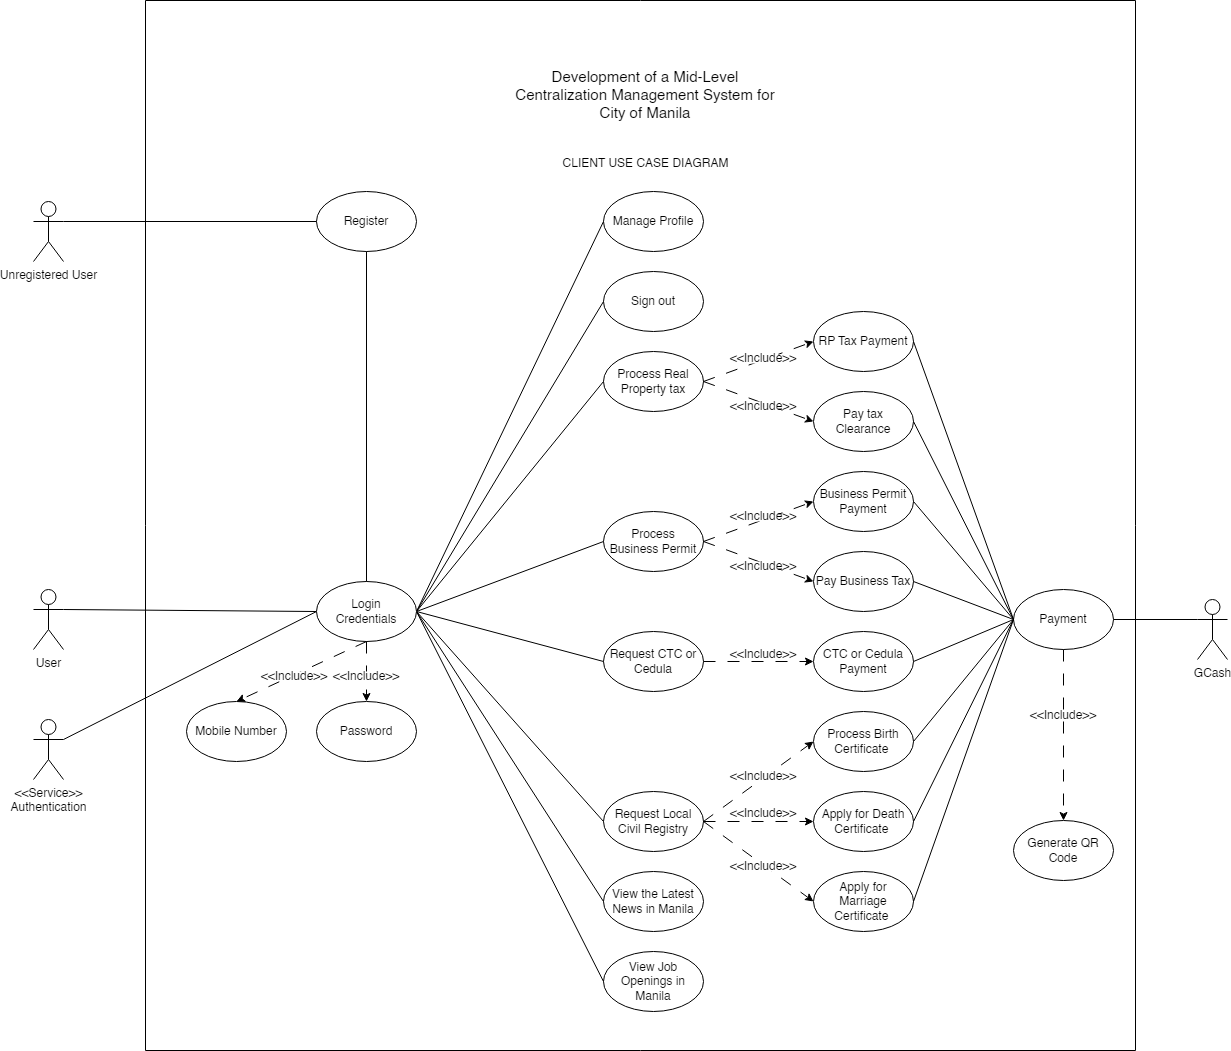 Development of a Mid-Level
Centralization Management System for
City of Manila
CLIENT USE CASE DIAGRAM
Unregistered User
Register
Manage Profile
Sign out
Process Real
Property tax
<<Include>>
<<Include>>
RP Tax Payment
Pay tax
Clearance
Process
Business Permit
<<Include>>
<<Include>>
Business Permit
Payment
Pay Business Tax
User
Login
Credentials
<<Include>>
<<Include>>
Mobile Number
Password
<<Service>>
Authentication
Request CTC or
Cedula
<<Include>>
CTC or Cedula
Payment
Payment
GCash
<<Include>>
Generate QR
Code
Request Local
Civil Registry
<<Include>>
<<Include>>
<<Include>>
Process Birth
Certificate
Apply for Death
Certificate
Apply for
Marriage
Certificate
View the Latest
News in Manila
View Job
Openings in
Manila